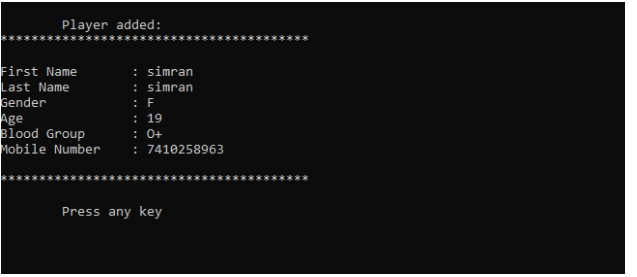 Player added:
****************************************
First Name : simran
Last Name : simran
Gender : F
Age : 19
Blood Group : O+
Mobile Number : 7410258963
****************************************
Press any key